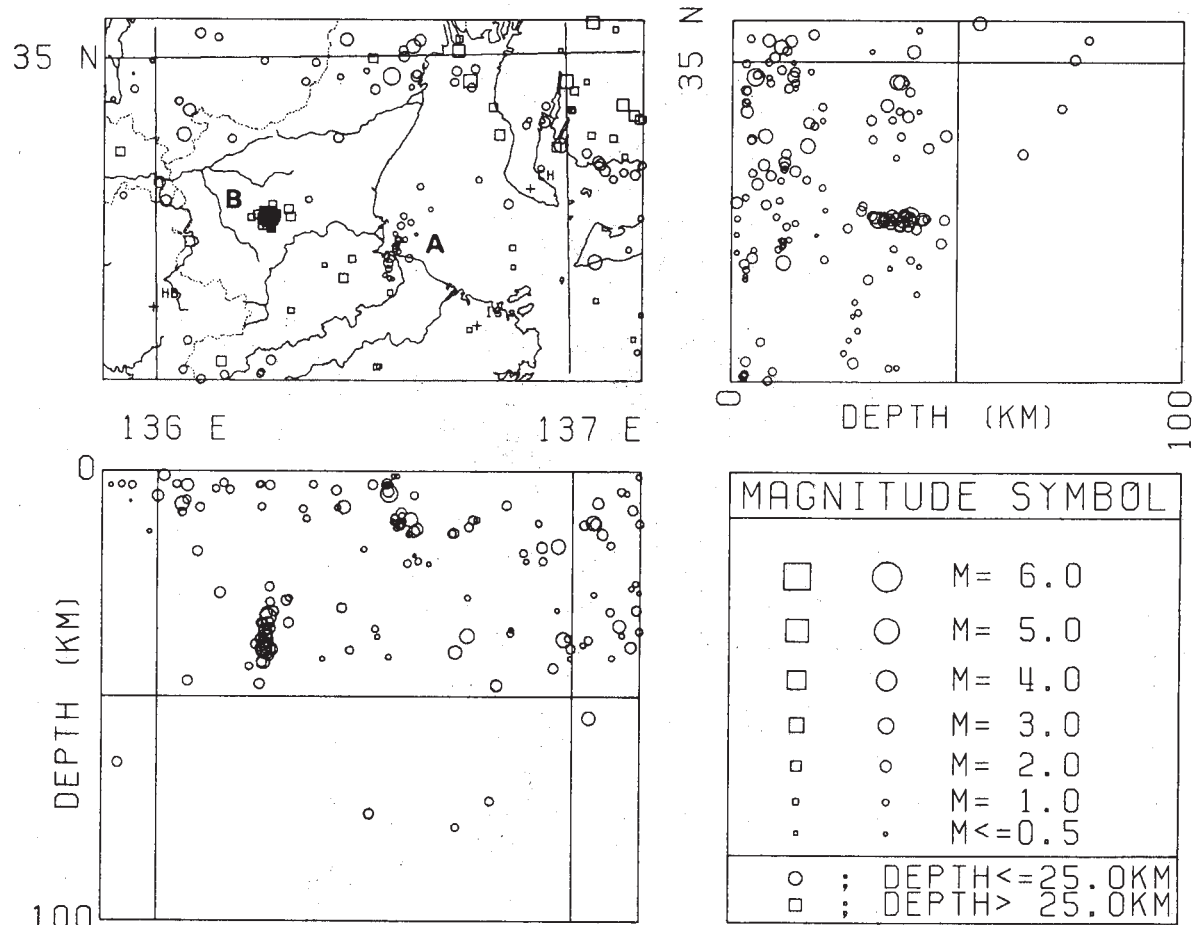 35 N
B
A
H
HB
136 E
137 E
35 N
0
100
DEPTH (KM)
0
100
DEPTH (KM)
MAGNITUDE SYMBOL
M= 6.0
M= 5.0
M= 4.0
M= 3.0
M= 2.0
M= 1.0
M<=0.5
; DEPTH<=25.0KM
; DEPTH> 25.0KM